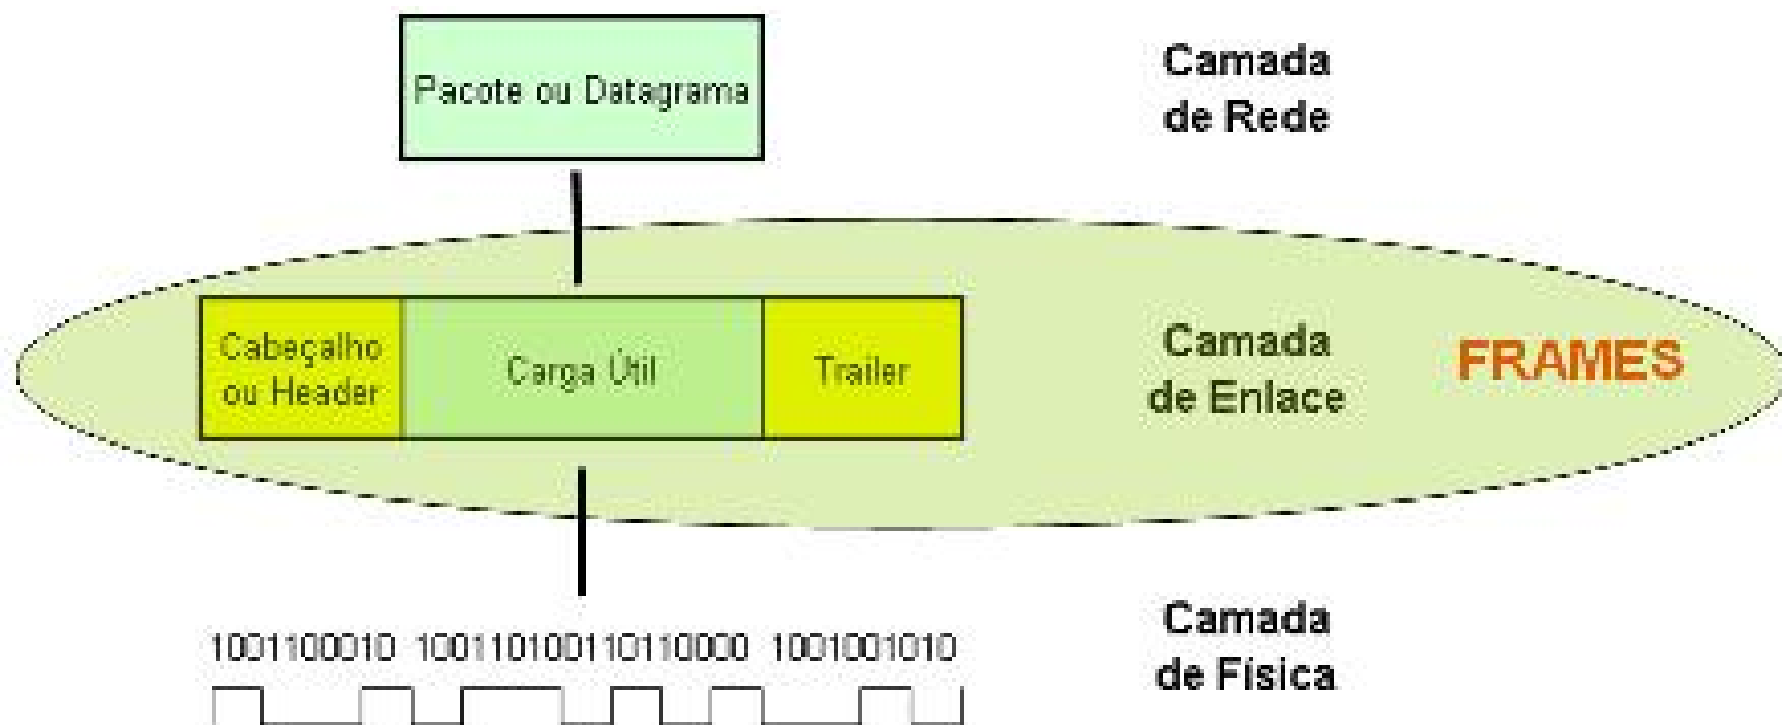 Pacote ou Datagrama
Camada
de Rede
Cabeçalho
ou Header
Carga Útil
Trailer
Camada
de Enlace
FRAMES
1001100010 100110100110110000 1001001010
Camada
de Física